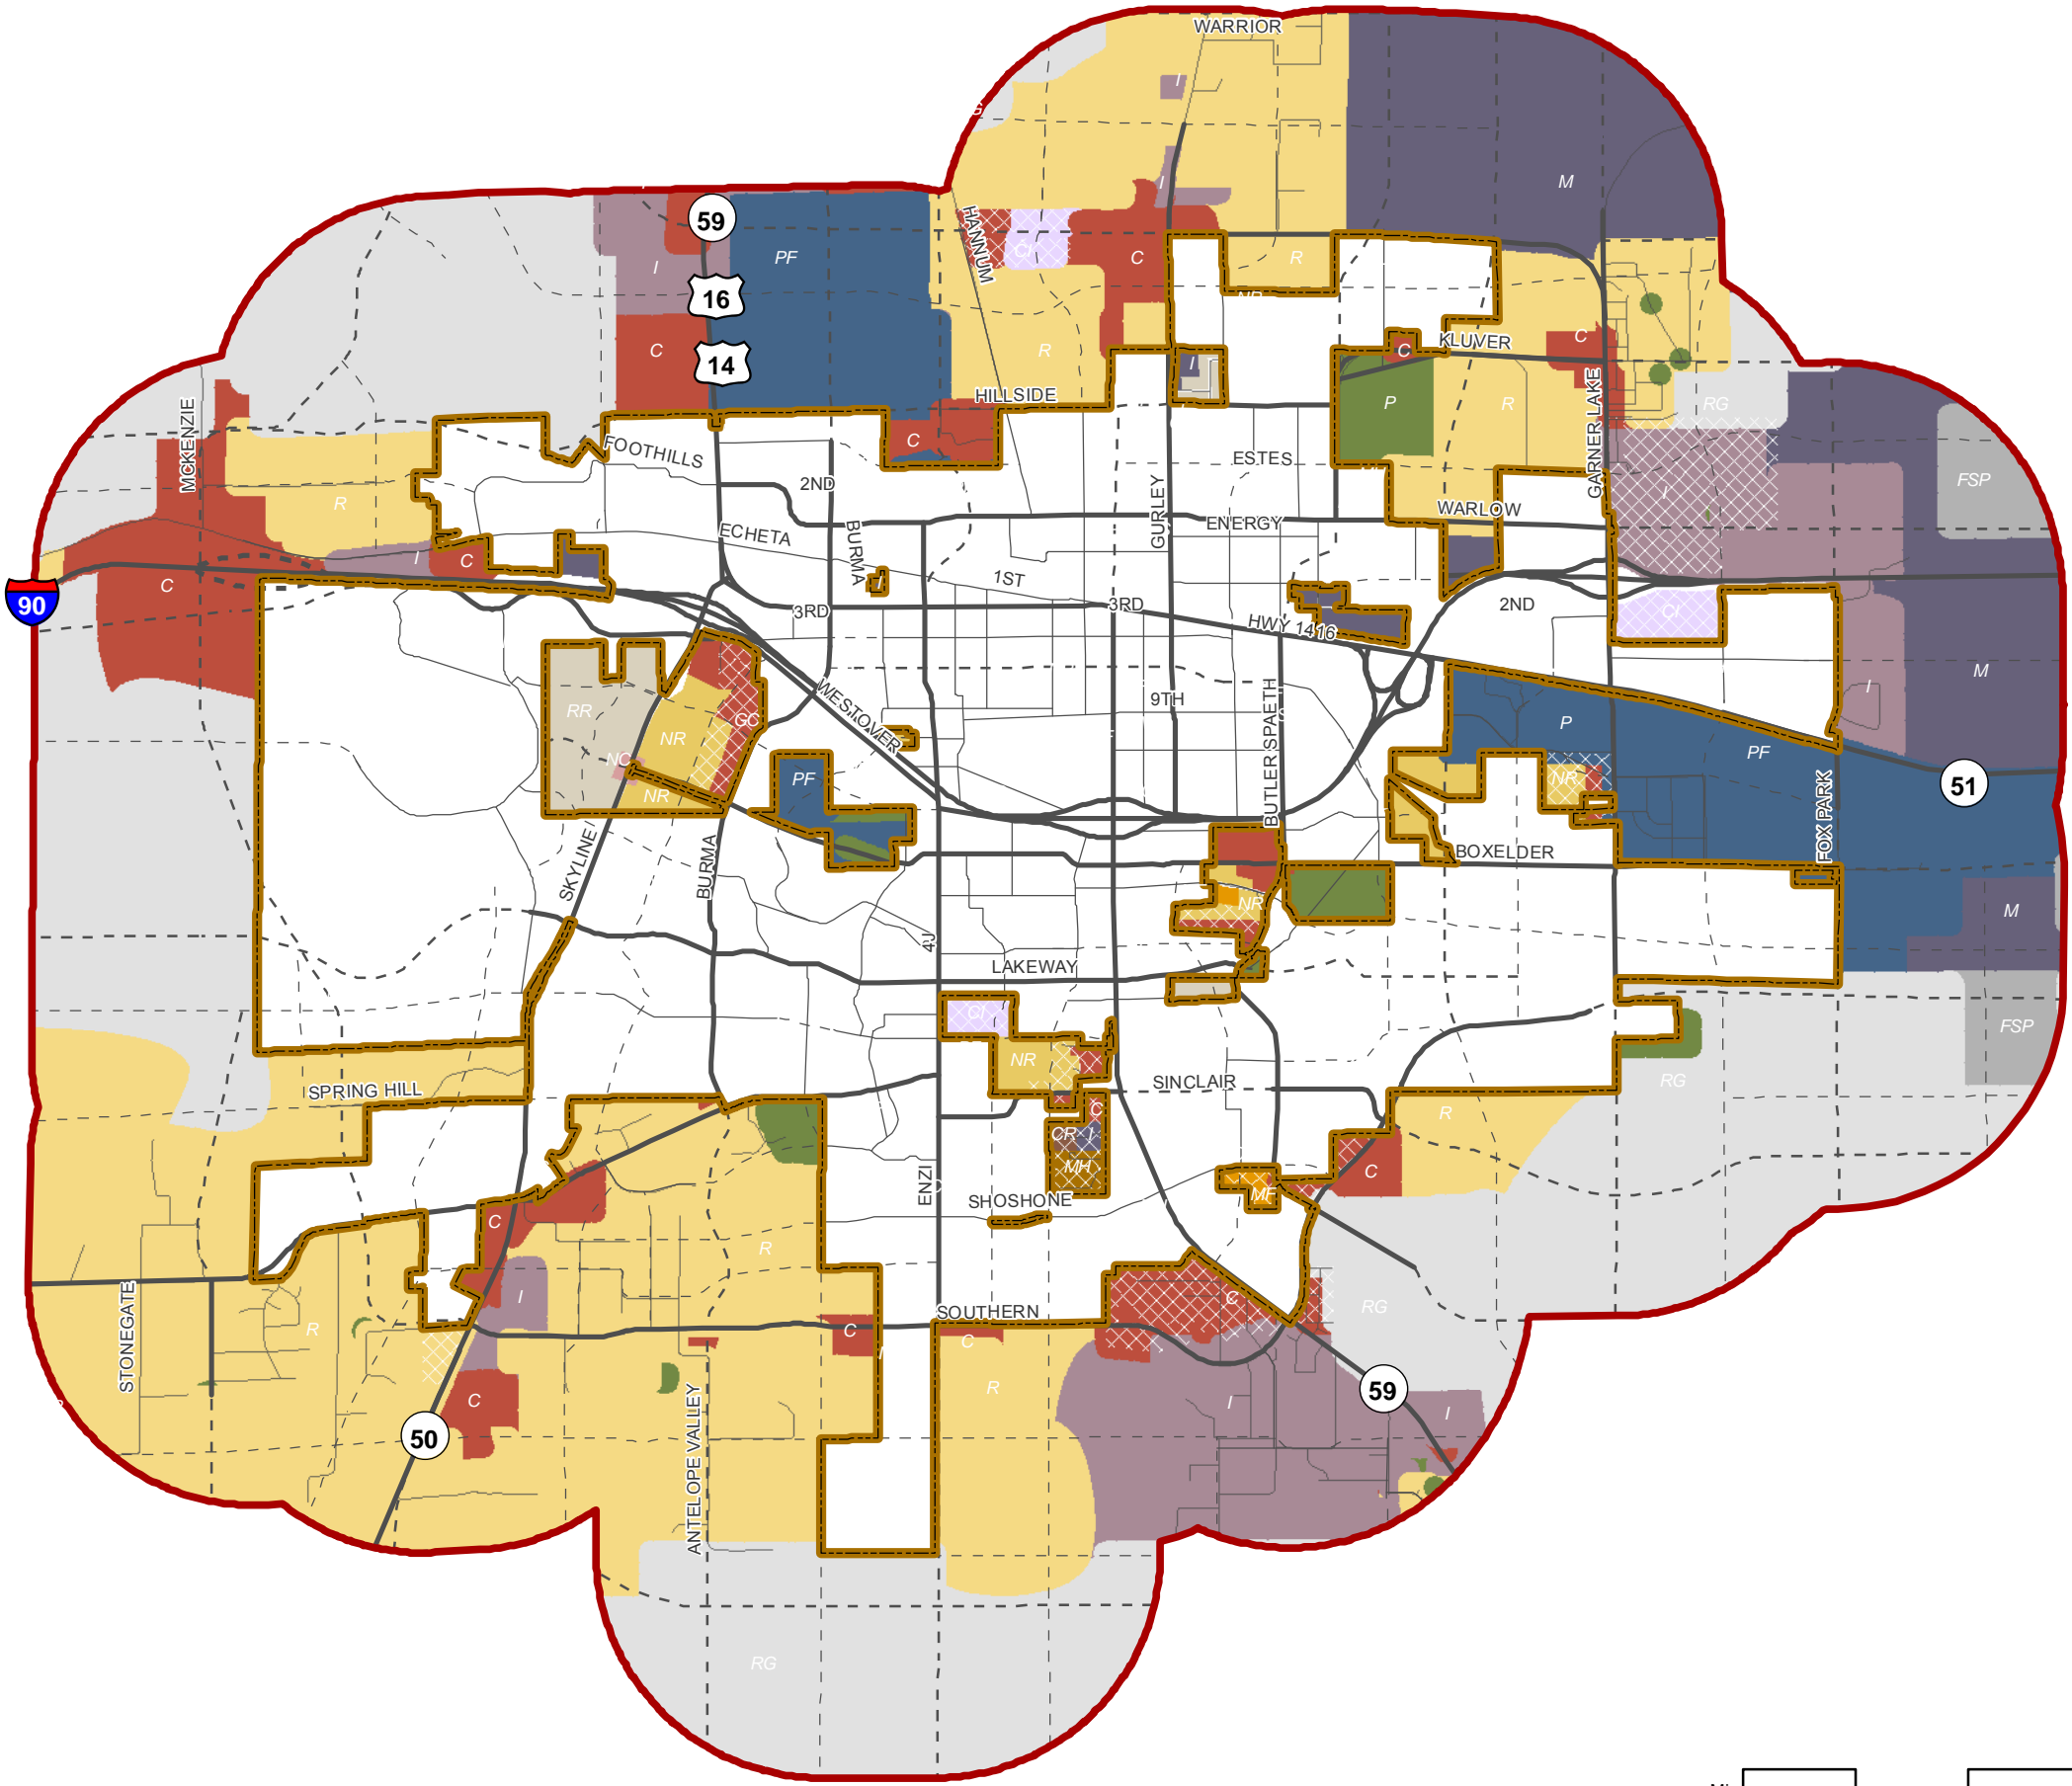 WARRIOR
I
M
I
59
HANNUM
PF
CI
C
R
I
16
C
14
R
KLUVER
C
C
I
HILLSIDE
P
R
RG
MCKENZIE
C
GARNER LAKE
FOOTHILLS
ESTES
FSP
2ND
R
GURLEY
I
WARLOW
ENERGY
ECHETA
BURMA
I
C
1ST
C
I
90
3RD
3RD
2ND
CI
HWY 1416
M
I
9TH
WESTOVER
BUTLER SPAETH
RR
GC
P
NR
PF
NC
PF
NR
51
NR
FOX PARK
BOXELDER
SKYLINE
BURMA
NR
M
4J
LAKEWAY
CI
FSP
NR
RG
SINCLAIR
SPRING HILL
C
R
CR
I
MH
C
ENZI
SHOSHONE
MF
C
R
I
C
RG
SOUTHERN
STONEGATE
R
C
C
R
C
I
I
59
50
ANTELOPE VALLEY
RG
Mi